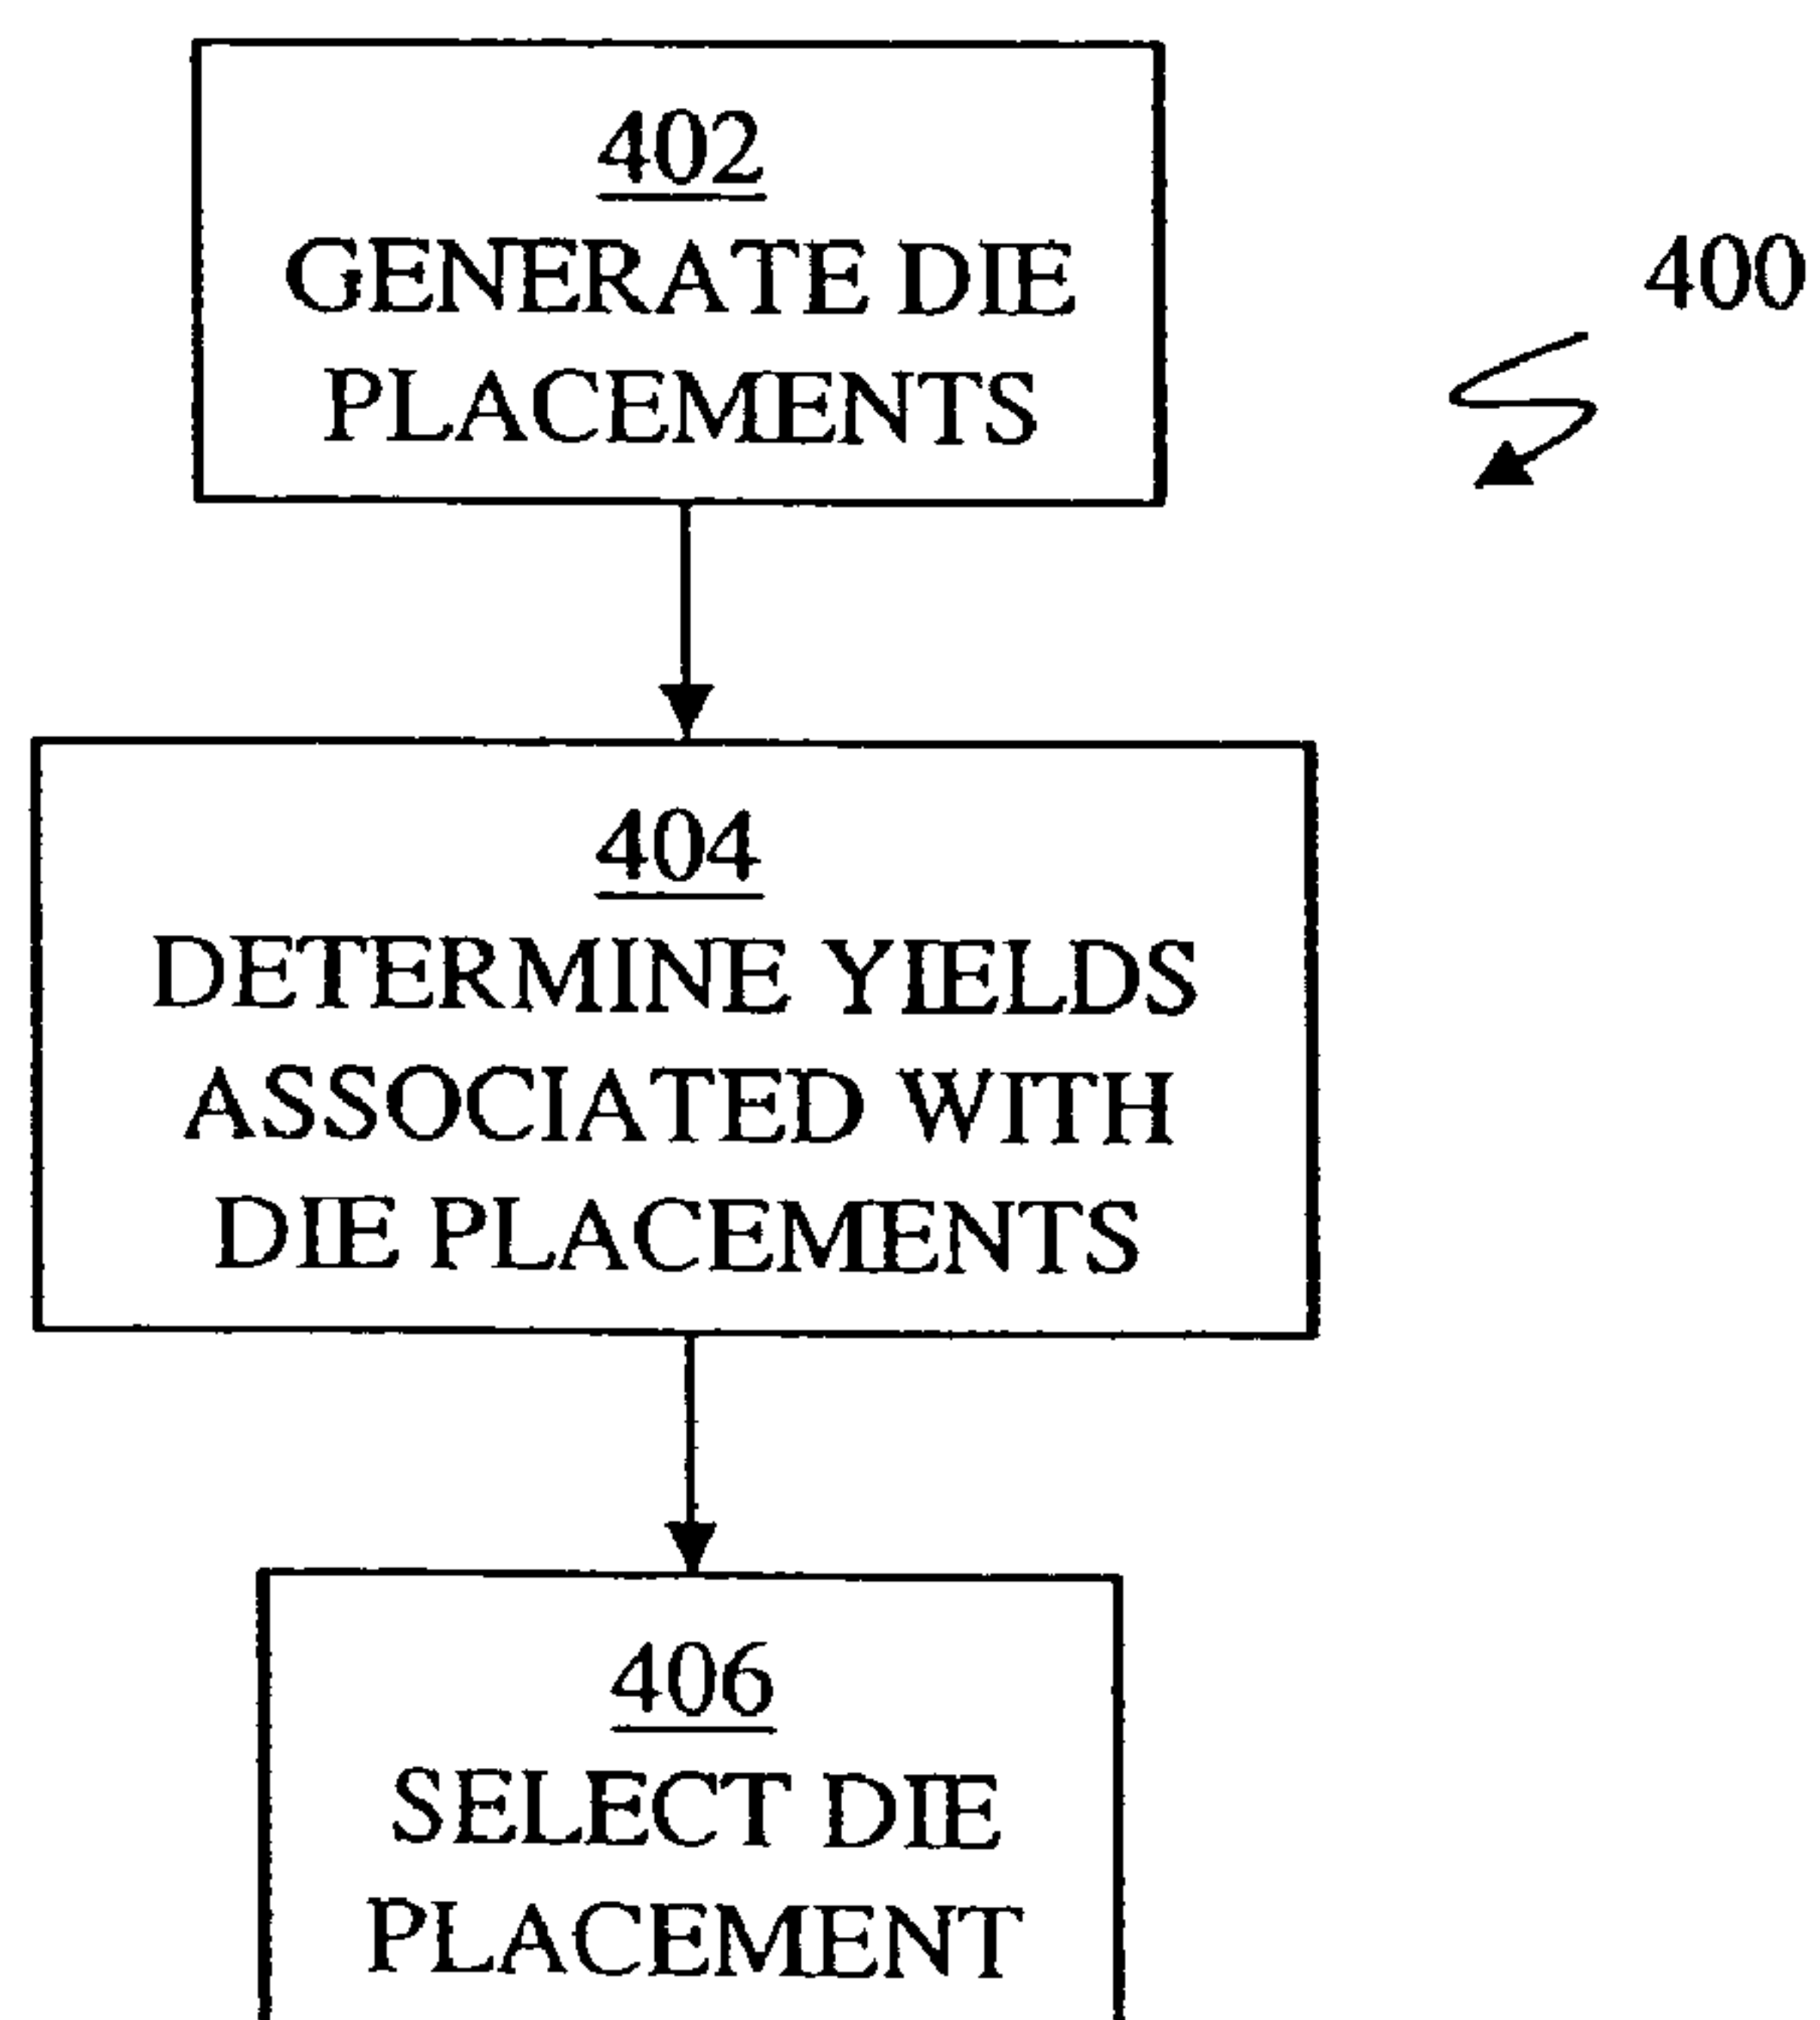 402
GENERATE DIE
PLACEMENTS
400
404
DETERMINE YIELDS
ASSOCIATED WITH
DIE PLACEMENTS
406
SELECT DIE
PLACEMENT